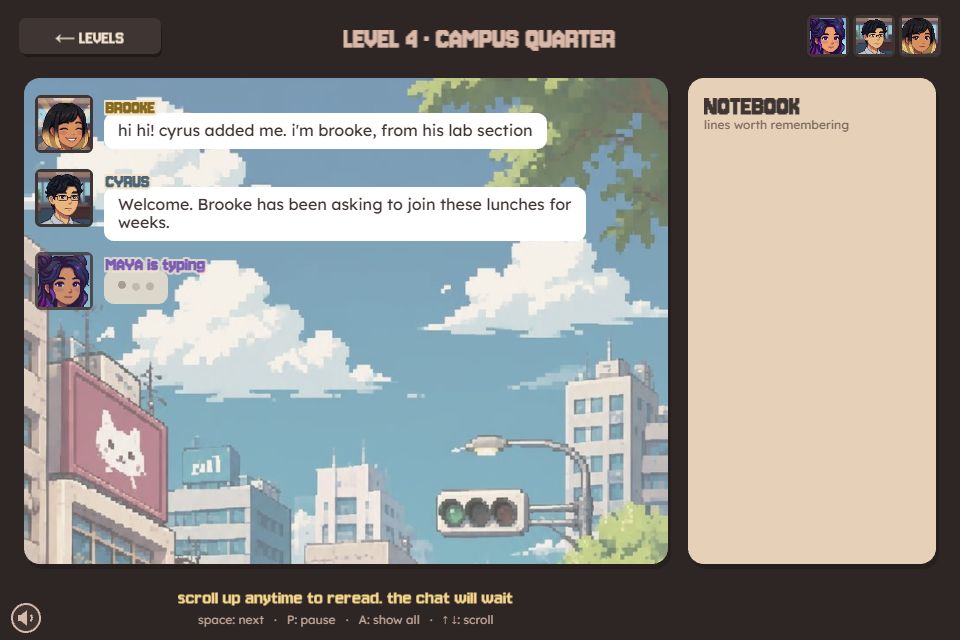 ← LEVELS
LEVEL 4 · CAMPUS QUARTER
BROOKE
hi hi! cyrus added me. i'm brooke, from his lab section
CYRUS
Welcome. Brooke has been asking to join these lunches for
weeks.
MAYA is typing
NOTEBOOK
lines worth remembering
scroll up anytime to reread. the chat will wait
space: next · P: pause · A: show all · ↑↓: scroll